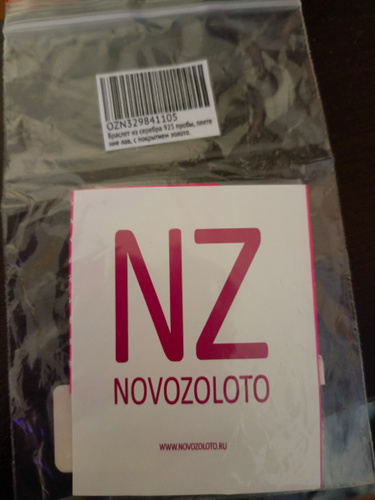 OZN329841105
Браслет из серебра 925 пробы, плете
ние лав, с покрытием золото.
NZ
NOVOZOLOTO
WWW.NOVOZOLOTO.RU